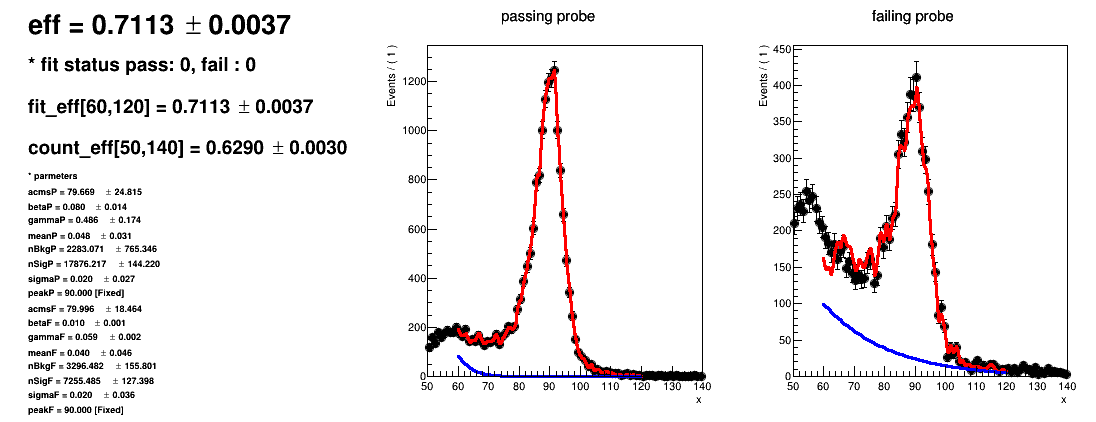 eff = 0.7113 ± 0.0037
* fit status pass: 0, fail : 0
fit_eff[60,120] = 0.7113 ± 0.0037
count_eff[50,140] = 0.6290 ± 0.0030
* parmeters
acmsP = 79.669 ± 24.815
betaP = 0.080 ± 0.014
gammaP = 0.486 ± 0.174
meanP = 0.048 ± 0.031
nBkgP = 2283.071 ± 765.346
nSigP = 17876.217 ± 144.220
sigmaP = 0.020 ± 0.027
peakP = 90.000 [Fixed]
acmsF = 79.996 ± 18.464
betaF = 0.010 ± 0.001
gammaF = 0.059 ± 0.002
meanF = 0.040 ± 0.046
nBkgF = 3296.482 ± 155.801
nSigF = 7255.485 ± 127.398
sigmaF = 0.020 ± 0.036
peakF = 90.000 [Fixed]
passing probe
Events / ( 1 )
1200
1000
800
600
400
200
0
50 60 70 80 90 100 110 120 130 140
x
failing probe
Events / ( 1 )
450
400
350
300
250
200
150
100
50
0
50 60 70 80 90 100 110 120 130 140
x